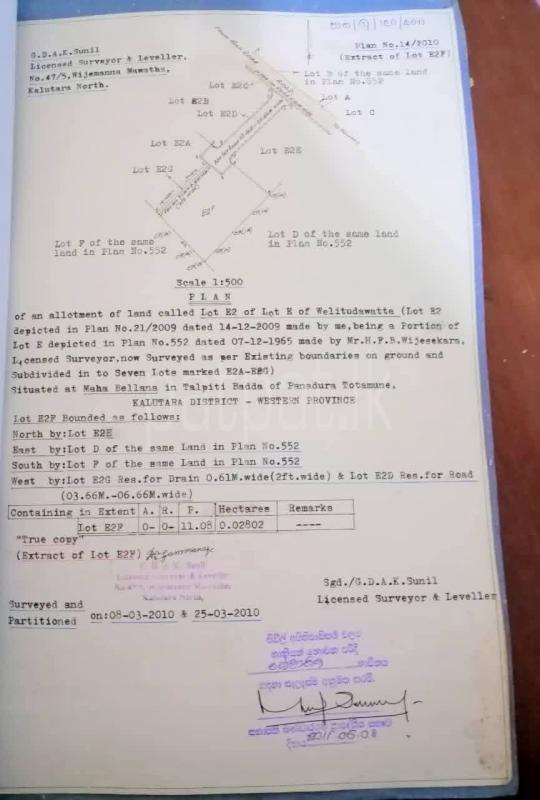 G.D.A.K.Sunil
Licensed Surveyor & Leveller,
No.47/5,Wijemanna Mawatha,
Kalutara North.
Plan No.14/2010
(Extract of Lot E2F)
Lot B of the same land
in Plan No.552
Lot E2C
Lot E2B
Lot A
Lot E2D
Lot C
Lot E2A
Lot E2E
Lot E2G
E2F
Lot F of the same
land in Plan No.552
Lot D of the same land
in Plan No.552
Scale 1:500
PLAN
of an allotment of land called Lot E2 of Lot E of Welitudawatta (Lot E2
depicted in Plan No.21/2009 dated 14-12-2009 made by me,being a Portion of
Lot E depicted in Plan No.552 dated 07-12-1965 made by Mr.H.P.B.Wijesekara,
Licensed Surveyor,now Surveyed as per Existing boundaries on ground and
Subdivided in to Seven Lots marked E2A-E2G)
Situated at Maha Bellana in Talpiti Badda of Panadura Totamune,
KALUTARA DISTRICT - WESTERN PROVINCE
Lot E2F Bounded as follows:
North by:Lot E2E
East by:Lot D of the same Land in Plan No.552
South by:Lot F of the same Land in Plan No.552
West by:Lot E2G Res.for Drain 0.61M.wide(2ft.wide) & Lot E2D Res.for Road
(03.66M.-06.66M.wide)
Containing in Extent A. R. P. Hectares Remarks
Lot E2F 0- 0- 11.08 0.02802 ----
"True copy"
(Extract of Lot E2F)
Licensed Surveyor & Leveller
Kalutara North.
Sgd./G.D.A.K.Sunil
Licensed Surveyor & Leveller
Surveyed and
Partitioned on:08-03-2010 & 25-03-2010
2011 06 08